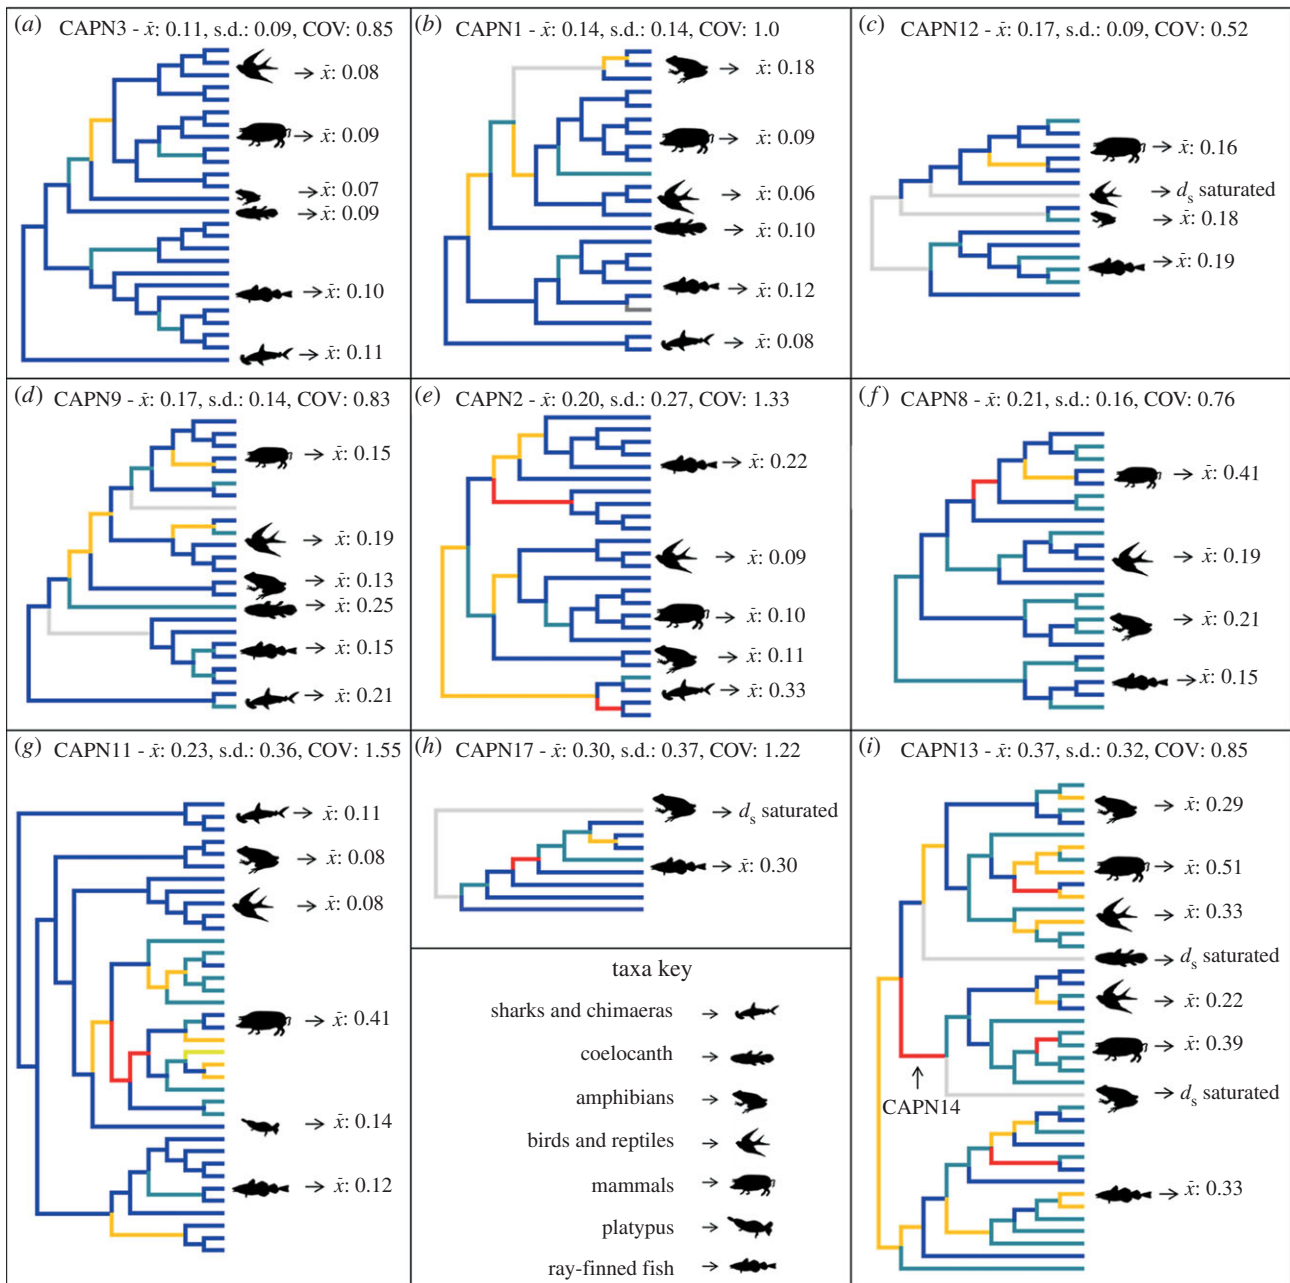 (a) CAPN3 - x̄: 0.11, s.d.: 0.09, COV: 0.85
→ x̄: 0.08
→ x̄: 0.09
→ x̄: 0.07
→ x̄: 0.09
→ x̄: 0.10
→ x̄: 0.11
(b) CAPN1 - x̄: 0.14, s.d.: 0.14, COV: 1.0
→ x̄: 0.18
→ x̄: 0.09
→ x̄: 0.06
→ x̄: 0.10
→ x̄: 0.12
→ x̄: 0.08
(c) CAPN12 - x̄: 0.17, s.d.: 0.09, COV: 0.52
→ x̄: 0.16
→ ds saturated
→ x̄: 0.18
→ x̄: 0.19
(d) CAPN9 - x̄: 0.17, s.d.: 0.14, COV: 0.83
→ x̄: 0.15
→ x̄: 0.19
→ x̄: 0.13
→ x̄: 0.25
→ x̄: 0.15
→ x̄: 0.21
(e) CAPN2 - x̄: 0.20, s.d.: 0.27, COV: 1.33
→ x̄: 0.22
→ x̄: 0.09
→ x̄: 0.10
→ x̄: 0.11
→ x̄: 0.33
(f) CAPN8 - x̄: 0.21, s.d.: 0.16, COV: 0.76
→ x̄: 0.41
→ x̄: 0.19
→ x̄: 0.21
→ x̄: 0.15
(g) CAPN11 - x̄: 0.23, s.d.: 0.36, COV: 1.55
→ x̄: 0.11
→ x̄: 0.08
→ x̄: 0.08
→ x̄: 0.41
→ x̄: 0.14
→ x̄: 0.12
(h) CAPN17 - x̄: 0.30, s.d.: 0.37, COV: 1.22
→ ds saturated
→ x̄: 0.30
taxa key
sharks and chimaeras →
coelocanth →
amphibians →
birds and reptiles →
mammals →
platypus →
ray-finned fish →
(i) CAPN13 - x̄: 0.37, s.d.: 0.32, COV: 0.85
→ x̄: 0.29
→ x̄: 0.51
→ x̄: 0.33
→ ds saturated
→ x̄: 0.22
→ x̄: 0.39
→ ds saturated
CAPN14
→ x̄: 0.33